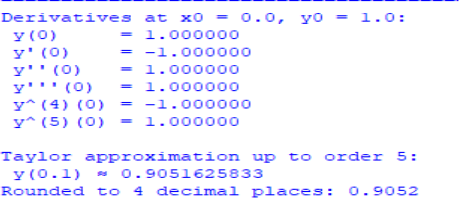 Derivatives at x0 = 0.0, y0 = 1.0:
y(0) = 1.000000
y'(0) = -1.000000
y''(0) = 1.000000
y'''(0) = 1.000000
y^(4)(0) = -1.000000
y^(5)(0) = 1.000000
Taylor approximation up to order 5:
y(0.1) ≈ 0.9051625833
Rounded to 4 decimal places: 0.9052